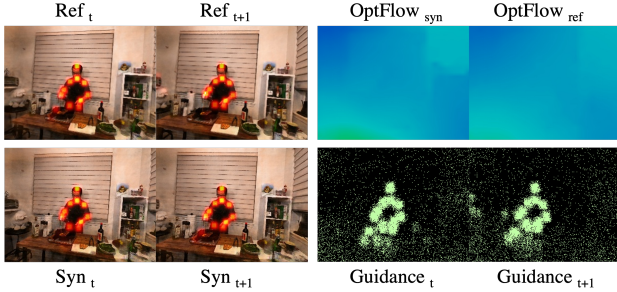 Ref t
Ref t+1
OptFlow syn
OptFlow ref
Syn t
Syn t+1
Guidance t
Guidance t+1